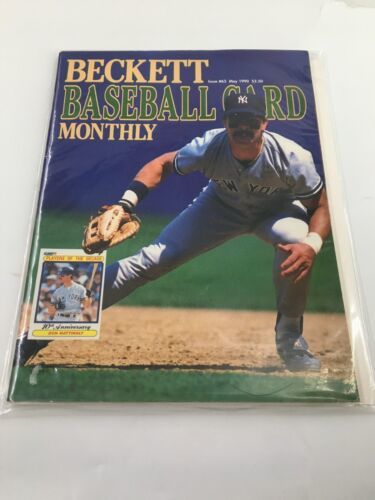 BECKETT
Issue #62 May 1990 $2.50
BASEBALL CARD
MONTHLY
NY
NEW YORK
PLAYERS OF THE DECADE
10th Anniversary
DON MATTINGLY